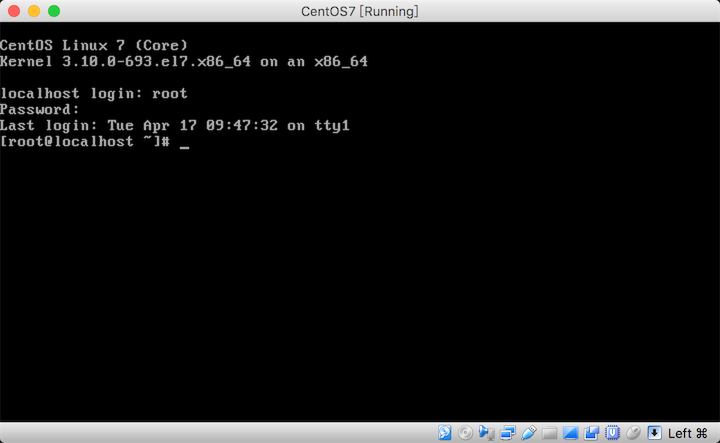 CentOS7 [Running]
CentOS Linux 7 (Core)
Kernel 3.10.0-693.el7.x86_64 on an x86_64
localhost login: root
Password:
Last login: Tue Apr 17 09:47:32 on tty1
[root@localhost ~]# _
Left ⌘